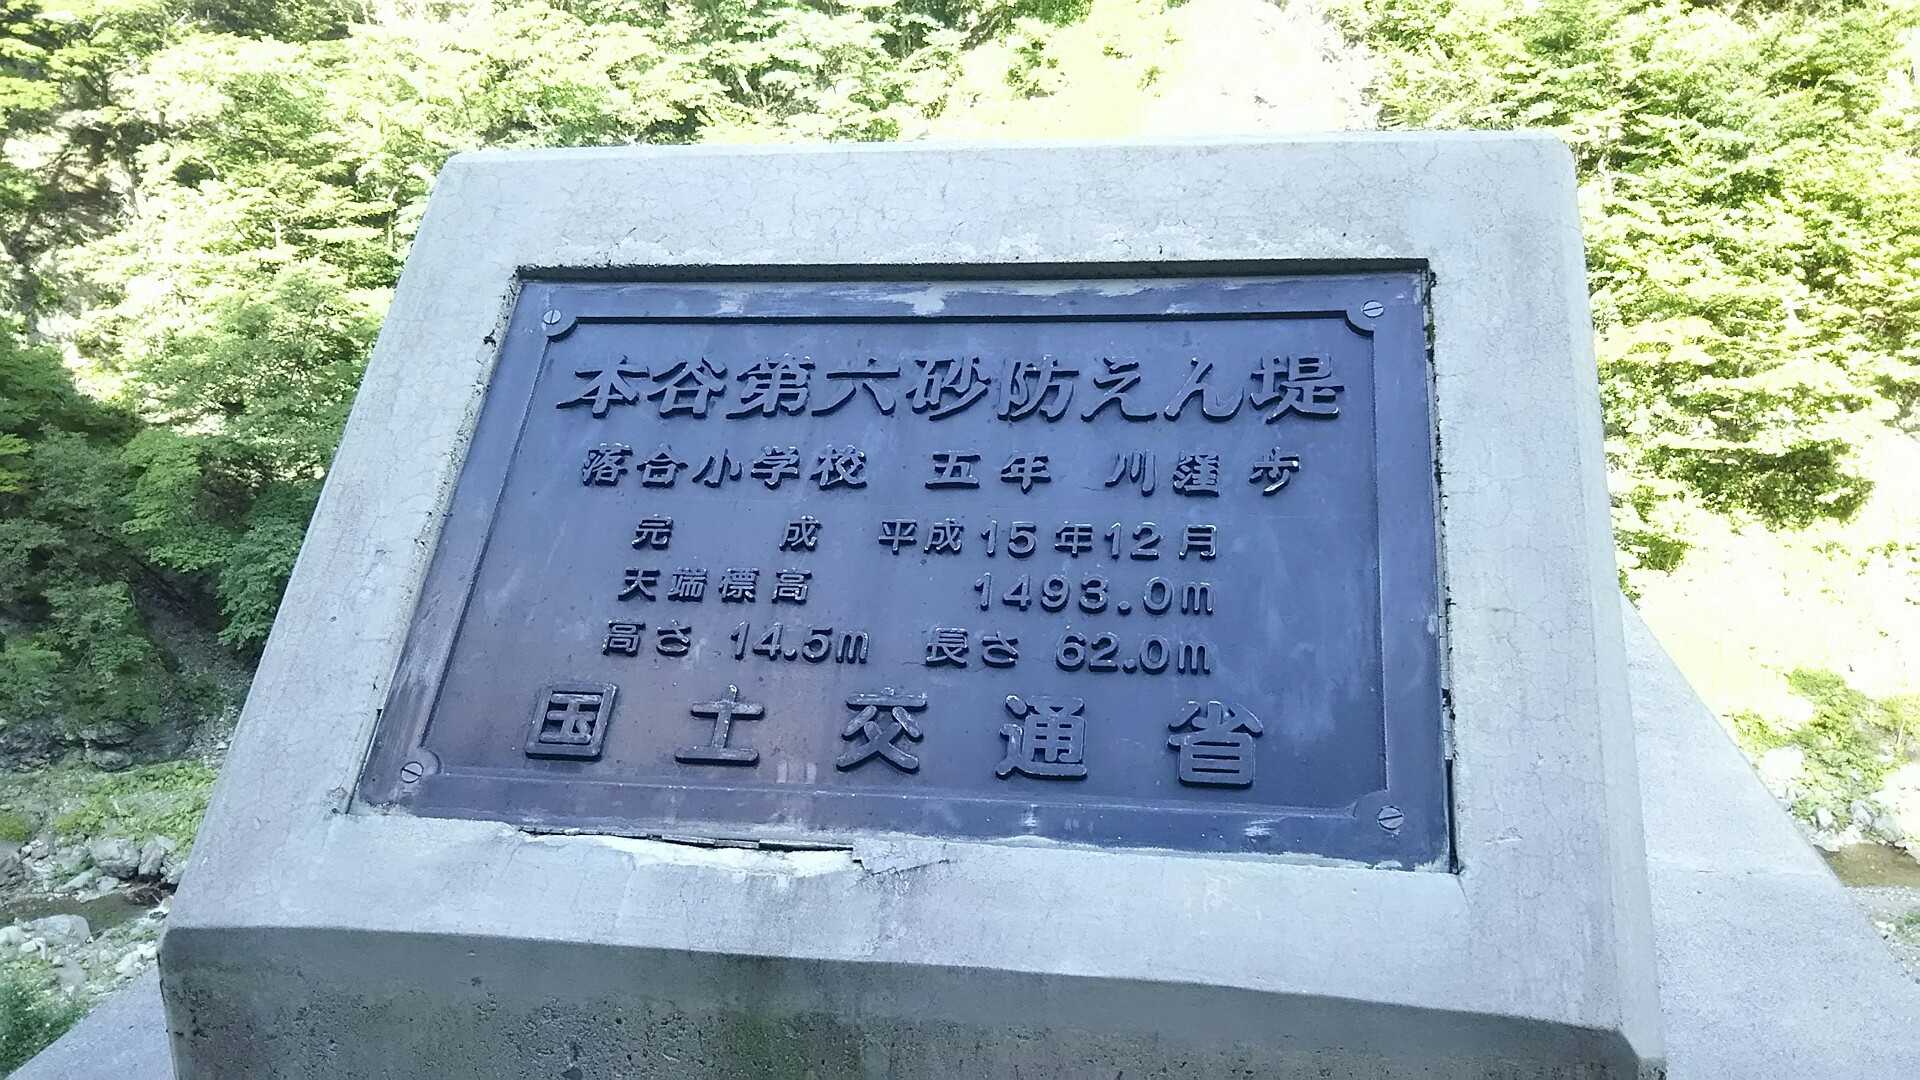 本谷第六砂防えん堤
落合小学校 五年 川窪 歩
完成 平成15年12月
天端標高 1493.0m
高さ 14.5m 長さ 62.0m
国土交通省